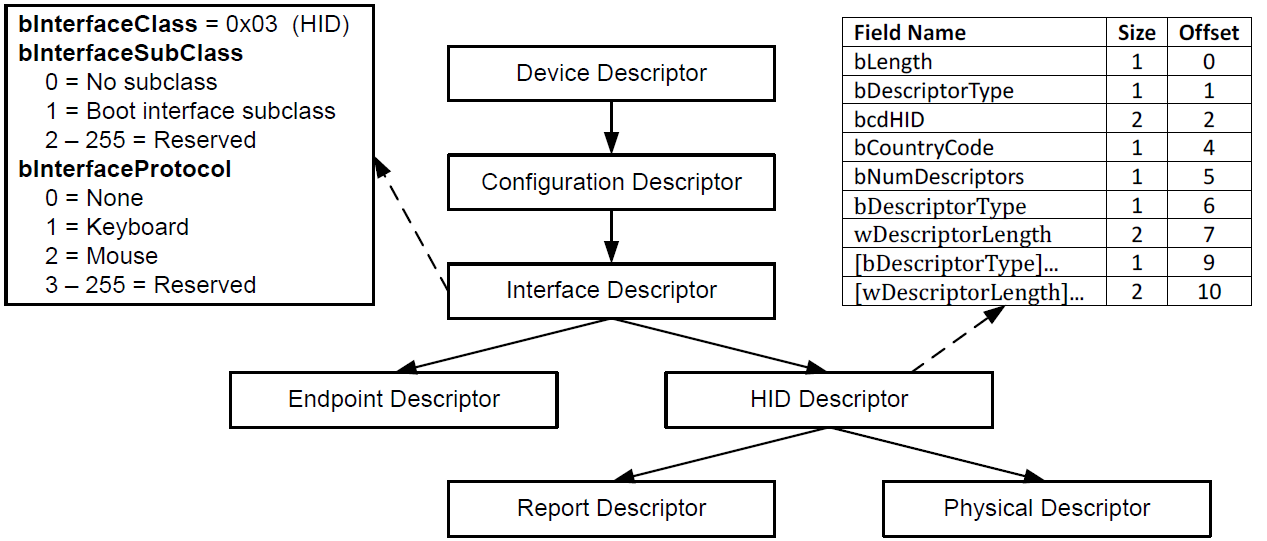 bInterfaceClass = 0x03 (HID)
bInterfaceSubClass
0 = No subclass
1 = Boot interface subclass
2 – 255 = Reserved
bInterfaceProtocol
0 = None
1 = Keyboard
2 = Mouse
3 – 255 = Reserved
Device Descriptor
Configuration Descriptor
Interface Descriptor
Endpoint Descriptor
HID Descriptor
Report Descriptor
Physical Descriptor
Field Name Size Offset
bLength 1 0
bDescriptorType 1 1
bcdHID 2 2
bCountryCode 1 4
bNumDescriptors 1 5
bDescriptorType 1 6
wDescriptorLength 2 7
[bDescriptorType]... 1 9
[wDescriptorLength]... 2 10